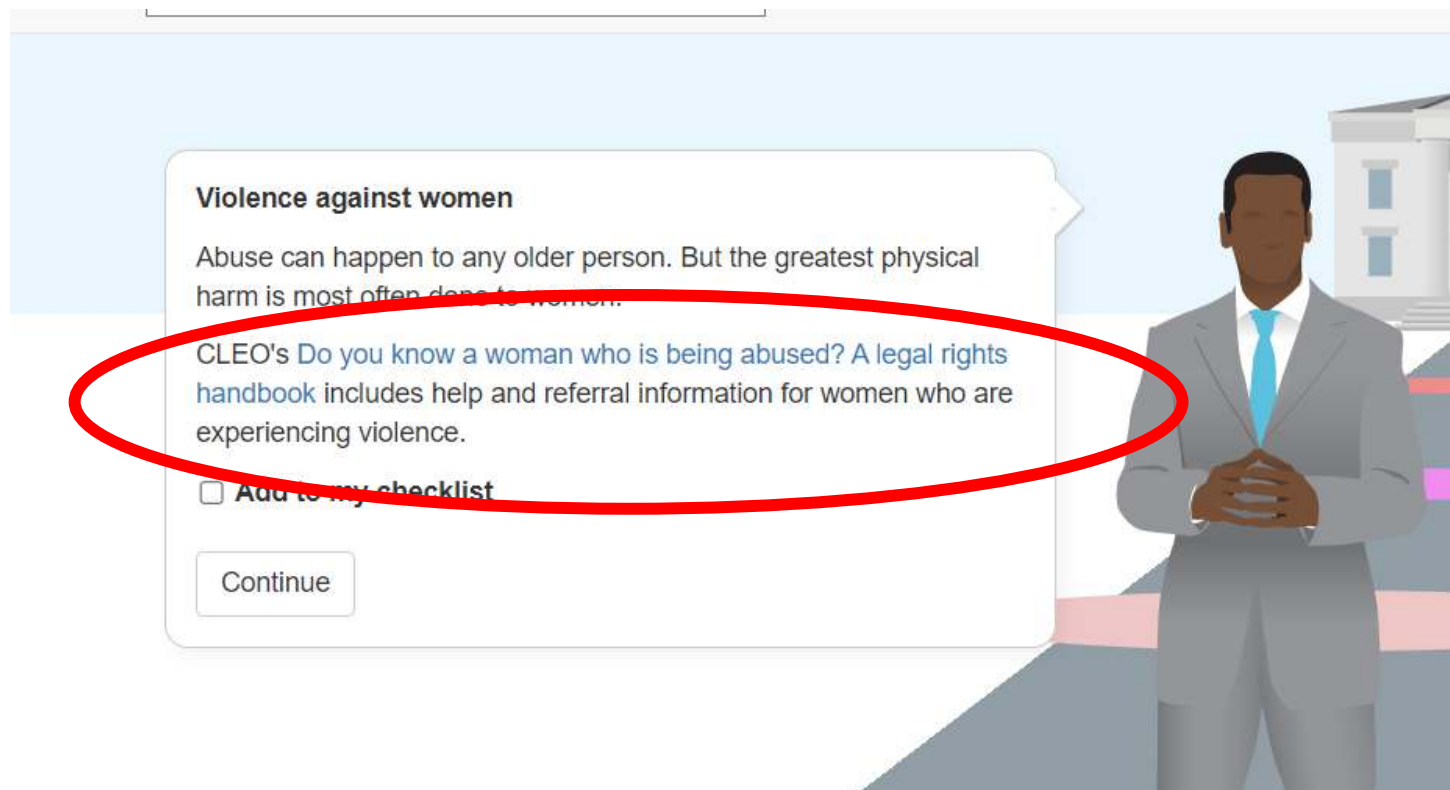 Violence against women
Abuse can happen to any older person. But the greatest physical
harm is most often done to women.
CLEO's Do you know a woman who is being abused? A legal rights
handbook includes help and referral information for women who are
experiencing violence.
Add to my checklist
Continue